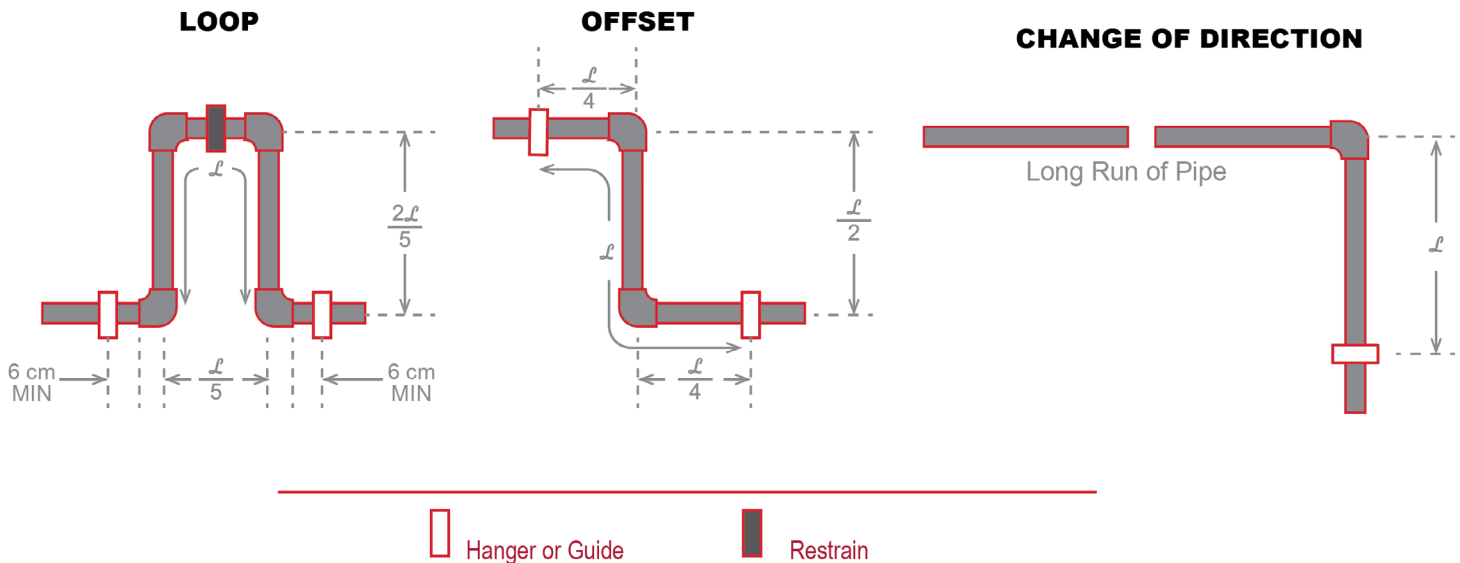 LOOP
OFFSET
CHANGE OF DIRECTION
ℒ
4
ℒ
2ℒ
5
ℒ
ℒ
2
Long Run of Pipe
ℒ
6 cm
MIN
ℒ
5
6 cm
MIN
ℒ
4
Hanger or Guide
Restrain